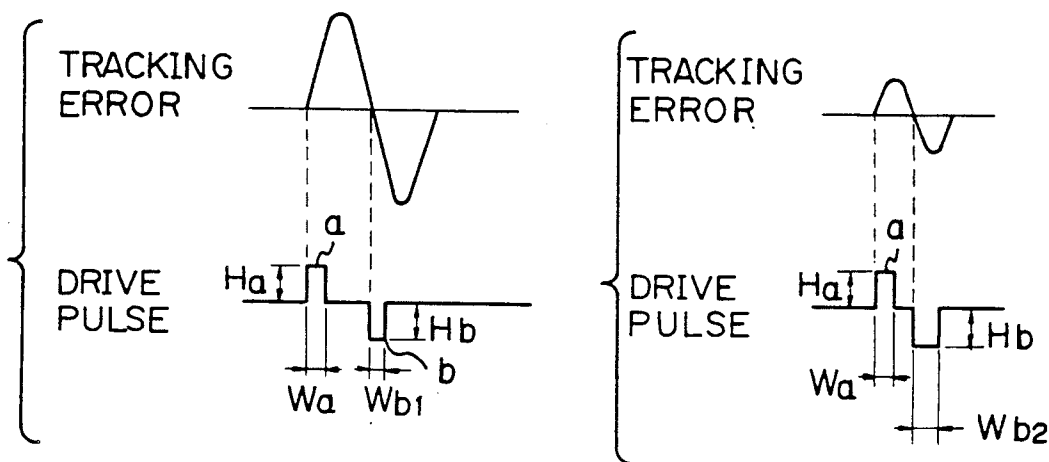 TRACKING
ERROR
a
Ha
DRIVE
PULSE
Hb
b
Wa
Wb1
TRACKING
ERROR
a
Ha
DRIVE
PULSE
Hb
Wa
Wb2